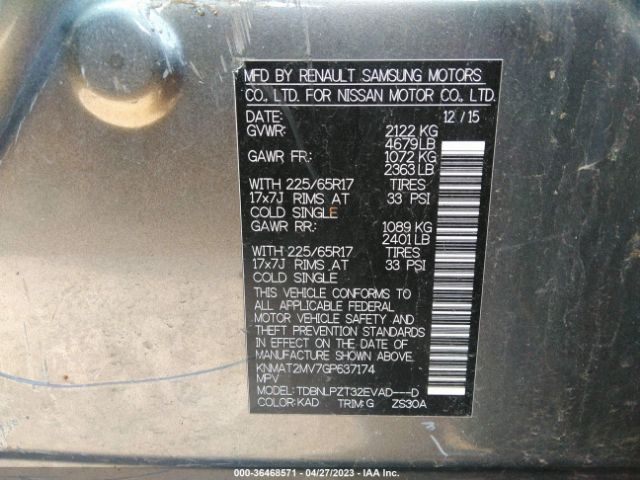 MFD BY RENAULT SAMSUNG MOTORS
CO., LTD. FOR NISSAN MOTOR CO., LTD.
DATE: 12 / 15
GVWR: 2122 KG
4679 LB
GAWR FR: 1072 KG
2363 LB
WITH 225/65R17 TIRES
17x7J RIMS AT 33 PSI
COLD SINGLE
GAWR RR: 1089 KG
2401 LB
WITH 225/65R17 TIRES
17x7J RIMS AT 33 PSI
COLD SINGLE
THIS VEHICLE CONFORMS TO
ALL APPLICABLE FEDERAL
MOTOR VEHICLE SAFETY AND
THEFT PREVENTION STANDARDS
IN EFFECT ON THE DATE OF
MANUFACTURE SHOWN ABOVE.
KNMAT2MV7GP637174
MPV
MODEL: TDBNLPZT32EVAD---D
COLOR: KAD TRIM: G ZS30A
000-36468571 - 04/27/2023 - IAA Inc.